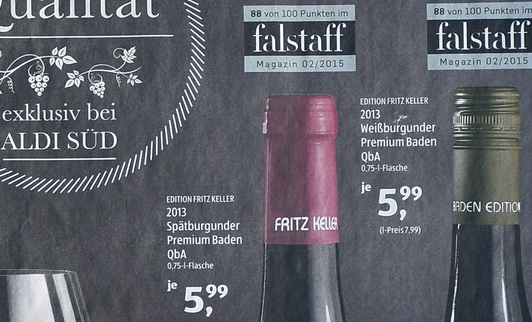 Qualität
exklusiv bei
ALDI SÜD
88 von 100 Punkten im
falstaff
Magazin 02/2015
88 von 100 Punkten im
falstaff
Magazin 02/2015
EDITION FRITZ KELLER
2013
Weißburgunder
Premium Baden
QbA
0,75-l-Flasche
je
5,99
(l-Preis 7,99)
EDITION FRITZ KELLER
2013
Spätburgunder
Premium Baden
QbA
0,75-l-Flasche
je
5,99
FRITZ KELLER
BADEN EDITION